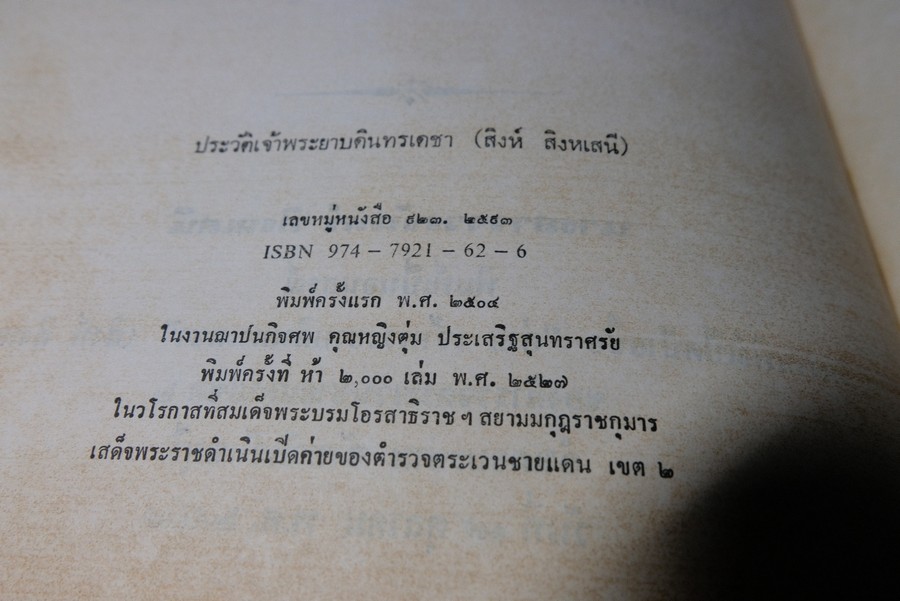 ประวัติเจ้าพระยาบดินทรเดชา (สิงห์ สิงหเสนี)
เลขหมู่หนังสือ ๙๒๓. ๒๕๙๓
ISBN 974 – 7921 – 62 – 6
พิมพ์ครั้งแรก พ.ศ. ๒๕๐๔
ในงานฌาปนกิจศพ คุณหญิงตุ่ม ประเสริฐสุนทราศรัย
พิมพ์ครั้งที่ ห้า ๒,๐๐๐ เล่ม พ.ศ. ๒๕๒๗
ในวโรกาสที่สมเด็จพระบรมโอรสาธิราช ฯ สยามมกุฎราชกุมาร
เสด็จพระราชดำเนินเปิดค่ายของตำรวจตระเวนชายแดน เขต ๒